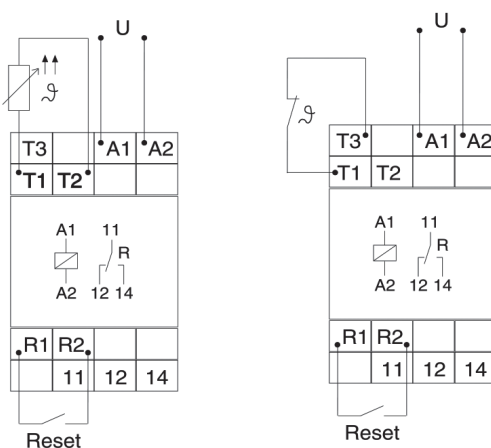 U
ϑ
T3 A1 A2
T1 T2
A1 11
R
A2 12 14
R1 R2
11 12 14
Reset
U
ϑ
T3 A1 A2
T1 T2
A1 11
R
A2 12 14
R1 R2
11 12 14
Reset